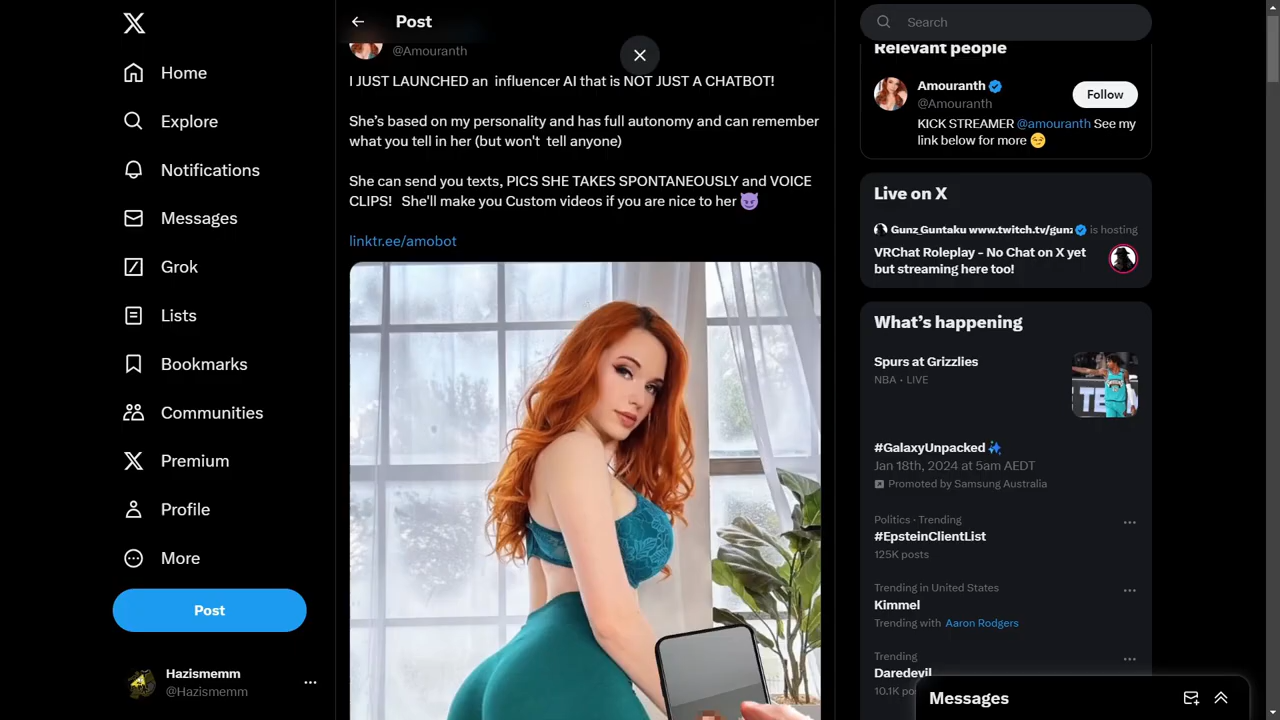 Home
Explore
Notifications
Messages
Grok
Lists
Bookmarks
Communities
Premium
Profile
More
Post
Hazismemm
@Hazismemm
Post
@Amouranth
I JUST LAUNCHED an influencer AI that is NOT JUST A CHATBOT!
She's based on my personality and has full autonomy and can remember
what you tell in her (but won't tell anyone)
She can send you texts, PICS SHE TAKES SPONTANEOUSLY and VOICE
CLIPS! She'll make you Custom videos if you are nice to her 😈
linktr.ee/amobot
Search
Relevant people
Amouranth
@Amouranth
Follow
KICK STREAMER @amouranth See my
link below for more 😏
Live on X
Gunz_Guntaku www.twitch.tv/gunz is hosting
VRChat Roleplay - No Chat on X yet
but streaming here too!
What's happening
Spurs at Grizzlies
NBA · LIVE
#GalaxyUnpacked
Jan 18th, 2024 at 5am AEDT
Promoted by Samsung Australia
Politics · Trending
#EpsteinClientList
125K posts
Trending in United States
Kimmel
Trending with Aaron Rodgers
Trending
Daredevil
10.1K
Messages